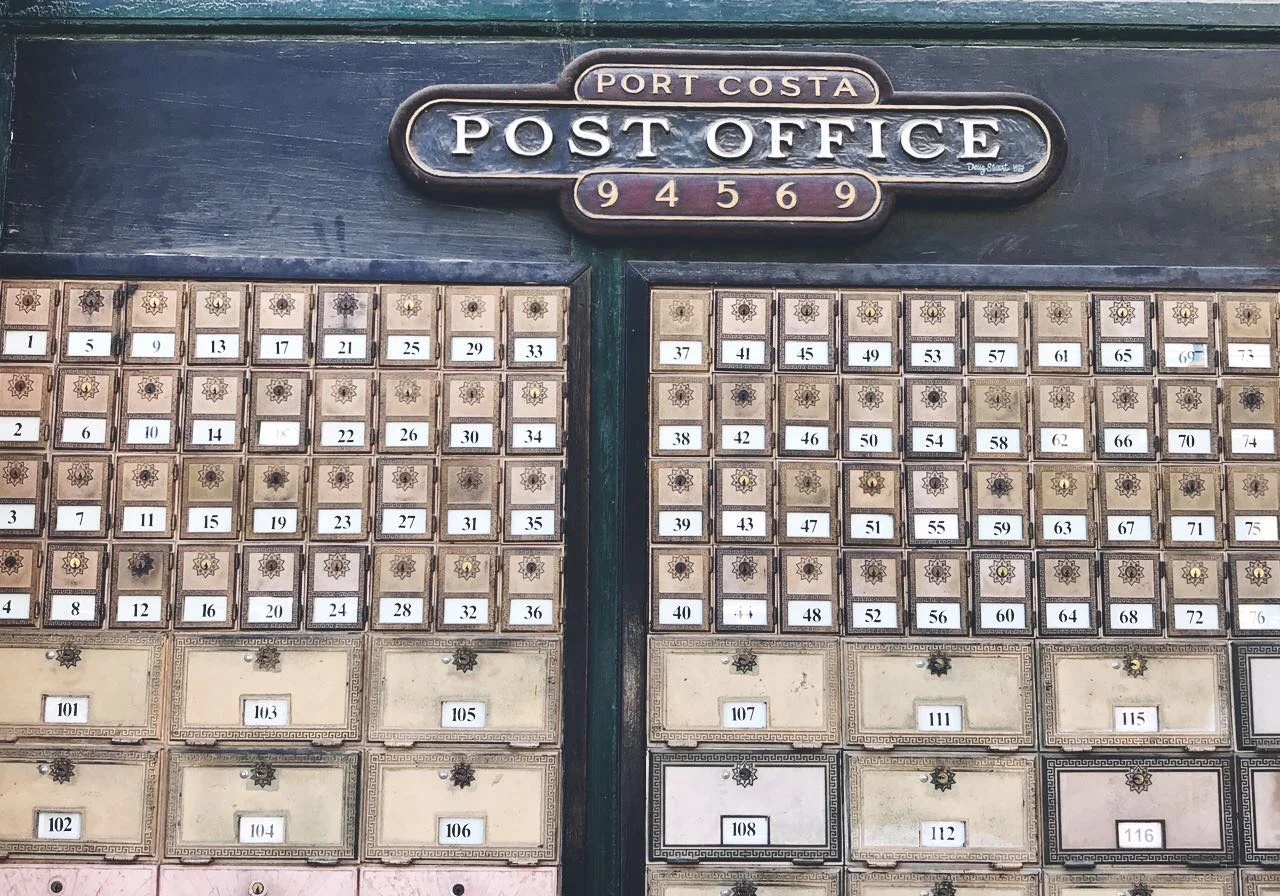 PORT COSTA
POST OFFICE
Doug Stuart
94569
1 5 9 13 17 21 25 29 33 37 41 45 49 53 57 61 65 69 73
2 6 10 14 18 22 26 30 34 38 42 46 50 54 58 62 66 70 74
3 7 11 15 19 23 27 31 35 39 43 47 51 55 59 63 67 71 75
4 8 12 16 20 24 28 32 36 40 44 48 52 56 60 64 68 72 76
101 103 105 107 111 115
102 104 106 108 112 116